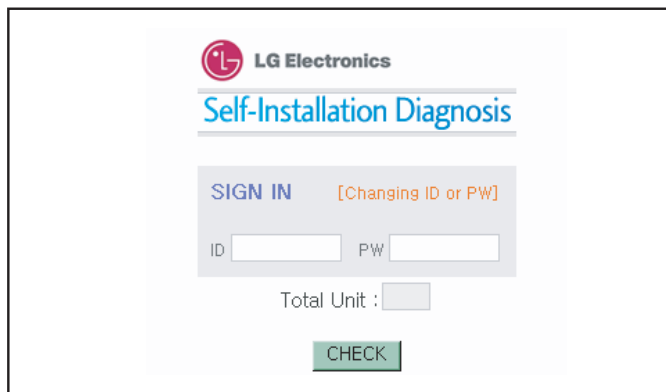 LG Electronics
Self-Installation Diagnosis
SIGN IN [Changing ID or PW]
ID PW
Total Unit :
CHECK